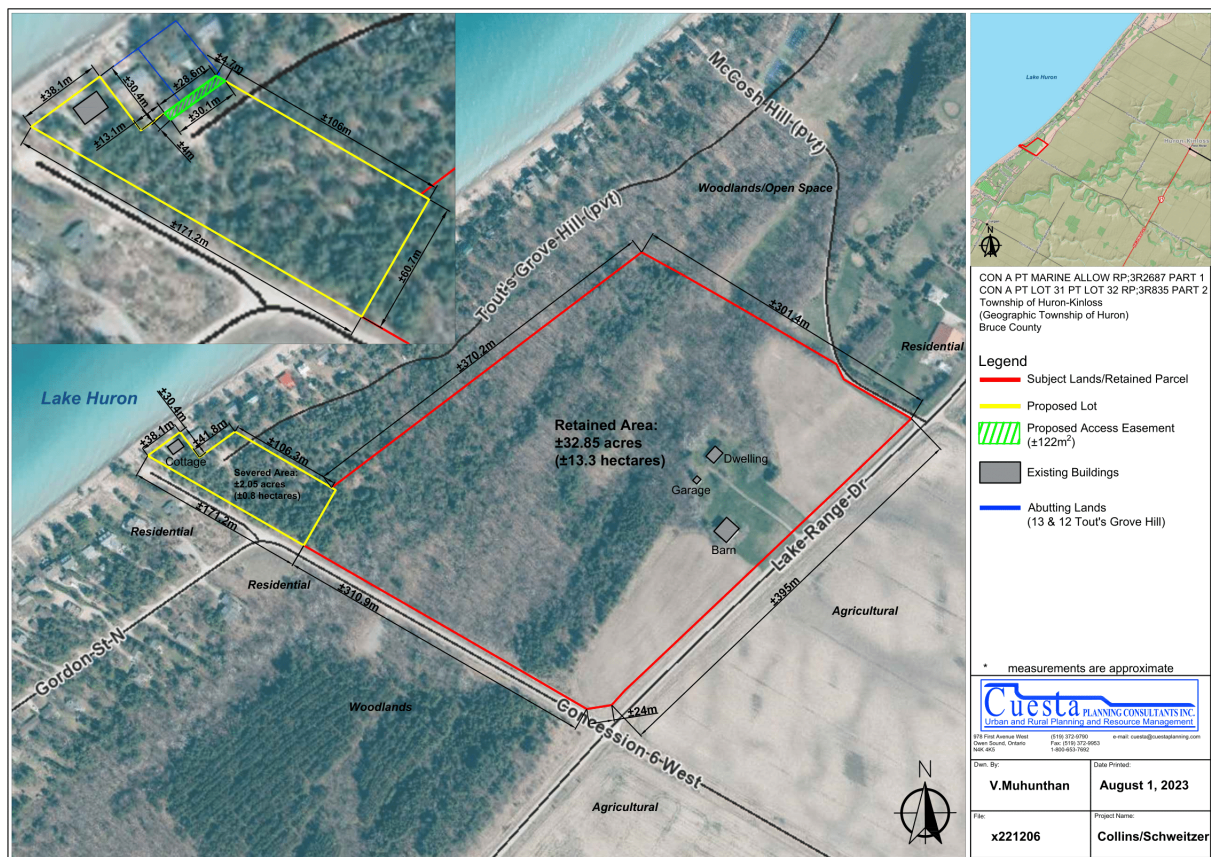 ±38.1m
±30.4m
±28.6m
±4.7m
±13.1m
±4m
±30.1m
±106m
±171.2m
±60.7m
McCosh-Hill-(pvt)
Woodlands/Open Space
Tout's Grove Hill-(pvt)
±301.4m
±370.2m
Residential
Lake Huron
±30.4m
±38.1m
±41.8m
±106.3m
Cottage
Severed Area:
±2.05 acres
(±0.8 hectares)
Retained Area:
±32.85 acres
(±13.3 hectares)
Dwelling
Garage
Barn
±171.2m
Residential
Residential
±310.9m
Lake-Range-Dr
±395m
Agricultural
Gordon-St-N
Woodlands
±24m
Concession-6-West
Agricultural
N
Lake Huron
Huron-Kinloss
N
CON A PT MARINE ALLOW RP;3R2687 PART 1
CON A PT LOT 31 PT LOT 32 RP;3R835 PART 2
Township of Huron-Kinloss
(Geographic Township of Huron)
Bruce County
Legend
Subject Lands/Retained Parcel
Proposed Lot
Proposed Access Easement
(±122m²)
Existing Buildings
Abutting Lands
(13 & 12 Tout's Grove Hill)
* measurements are approximate
Cuesta PLANNING CONSULTANTS INC.
Urban and Rural Planning and Resource Management
978 First Avenue West (519) 372-9790 e-mail: cuesta@cuestaplanning.com
Owen Sound, Ontario Fax: (519) 372-9953
N4K 4K5 1-800-653-7692
Dwn. By: Date Printed:
V.Muhunthan August 1, 2023
File: Project Name:
x221206 Collins/Schweitzer